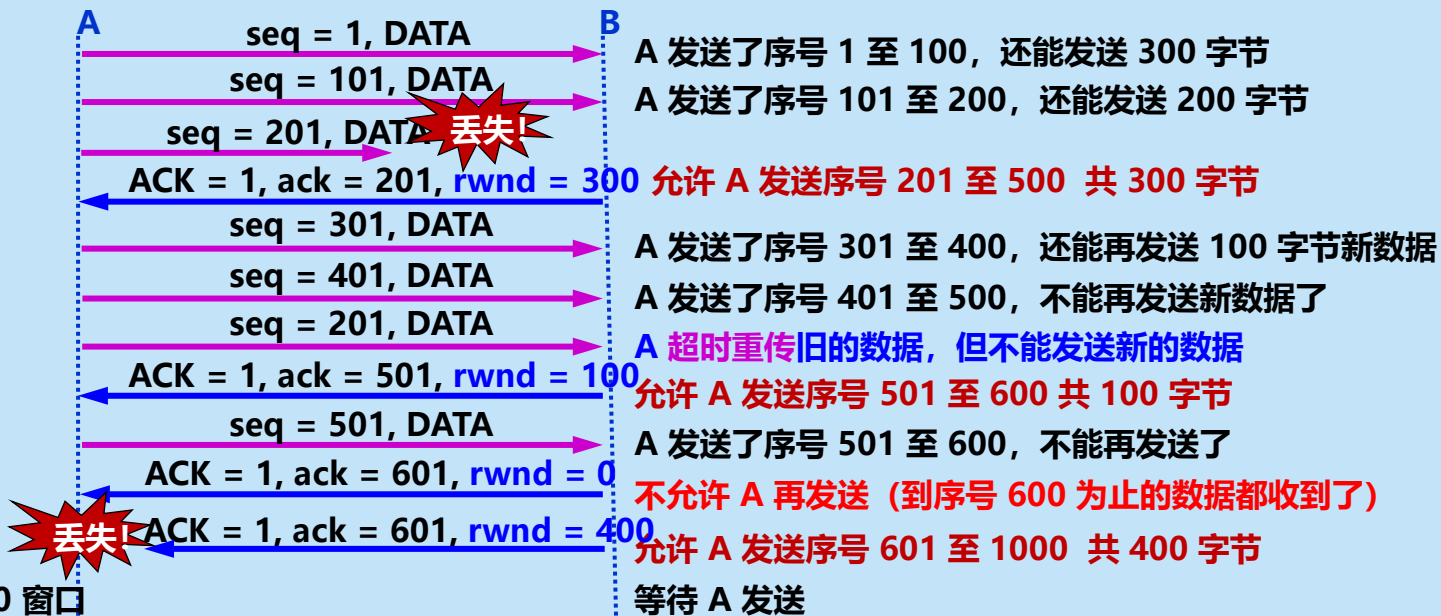 A B
seq = 1, DATA
A 发送了序号 1 至 100，还能发送 300 字节
seq = 101, DATA
A 发送了序号 101 至 200，还能发送 200 字节
seq = 201, DATA
丢失!
ACK = 1, ack = 201, rwnd = 300
允许 A 发送序号 201 至 500 共 300 字节
seq = 301, DATA
A 发送了序号 301 至 400，还能再发送 100 字节新数据
seq = 401, DATA
A 发送了序号 401 至 500，不能再发送新数据了
seq = 201, DATA
A 超时重传旧的数据，但不能发送新的数据
ACK = 1, ack = 501, rwnd = 100
允许 A 发送序号 501 至 600 共 100 字节
seq = 501, DATA
A 发送了序号 501 至 600，不能再发送了
ACK = 1, ack = 601, rwnd = 0
不允许 A 再发送（到序号 600 为止的数据都收到了）
丢失!
ACK = 1, ack = 601, rwnd = 400
允许 A 发送序号 601 至 1000 共 400 字节
0 窗口
等待 A 发送